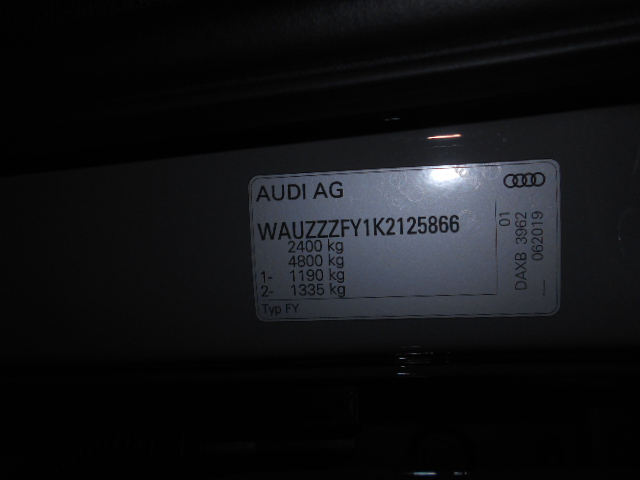 AUDI AG
WAUZZZFY1K2125866
2400 kg
4800 kg
1- 1190 kg
2- 1335 kg
Typ FY
01
DAXB 3962
062019